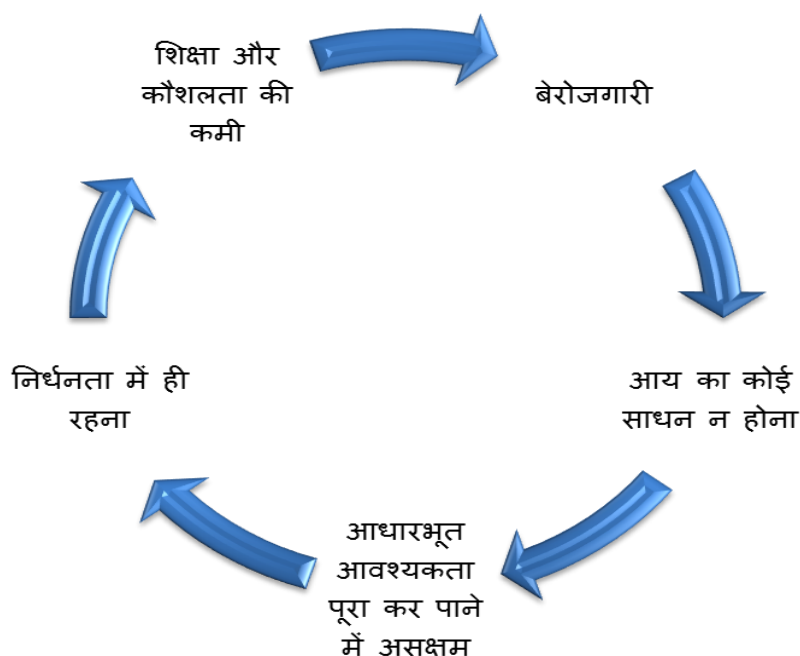 शिक्षा और
कौशलता की
कमी
बेरोजगारी
आय का कोई
साधन न होना
आधारभूत
आवश्यकता
पूरा कर पाने
में असक्षम
निर्धनता में ही
रहना